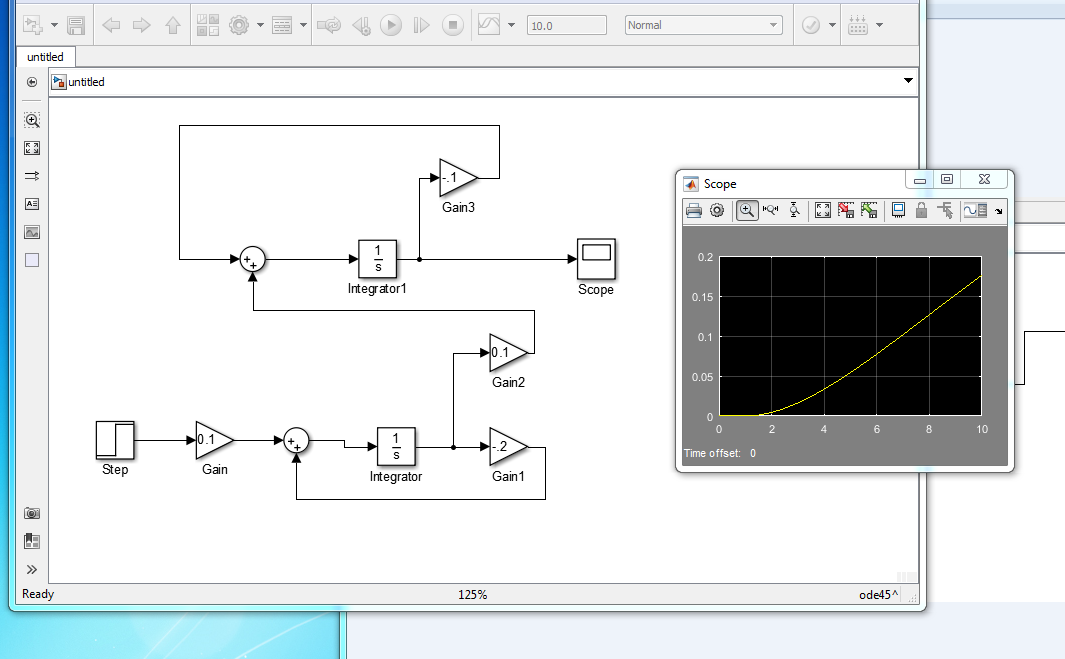 10.0 Normal
untitled
untitled
-.1
Gain3
1
s
Integrator1
Scope
0.1
Gain2
Step
0.1
Gain
1
s
Integrator
-.2
Gain1
Ready 125% ode45^
Scope
0.2
0.15
0.1
0.05
0
0 2 4 6 8 10
Time offset: 0